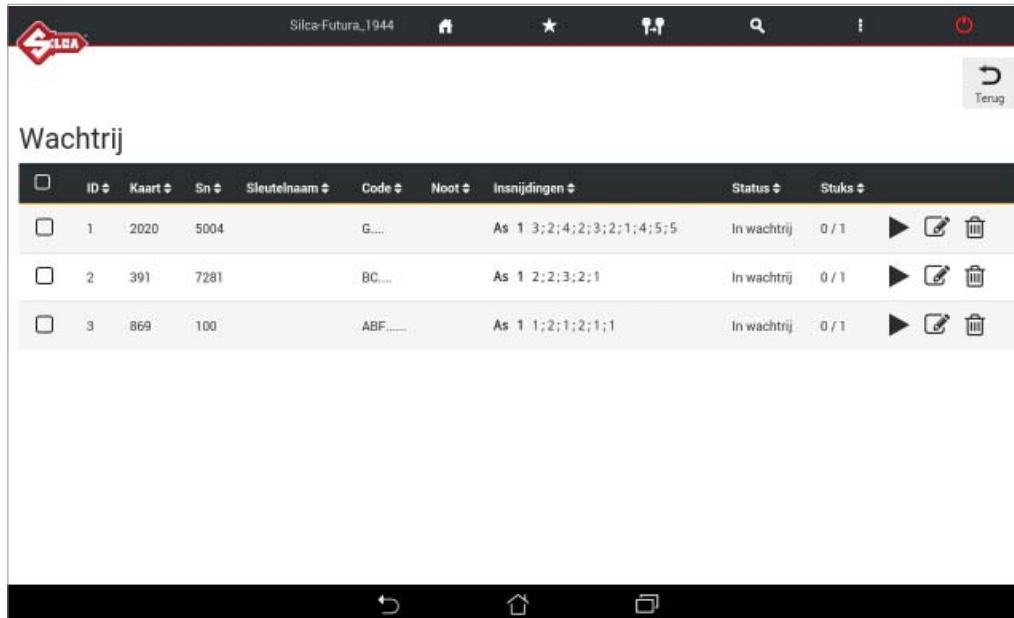 SILCA
Silca-Futura_1944
Terug
Wachtrij
ID Kaart Sn Sleutelnaam Code Noot Insnijdingen Status Stuks
1 2020 5004 G.... As 1 3;2;4;2;3;2;1;4;5;5 In wachtrij 0 / 1
2 391 7281 BC.... As 1 2;2;3;2;1 In wachtrij 0 / 1
3 869 100 ABF...... As 1 1;2;1;2;1;1 In wachtrij 0 / 1